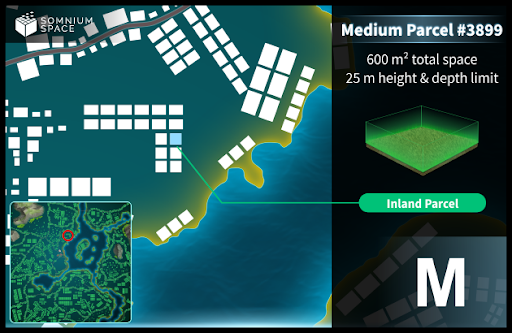 SOMNIUM
SPACE
Medium Parcel #3899
600 m² total space
25 m height & depth limit
Inland Parcel
M